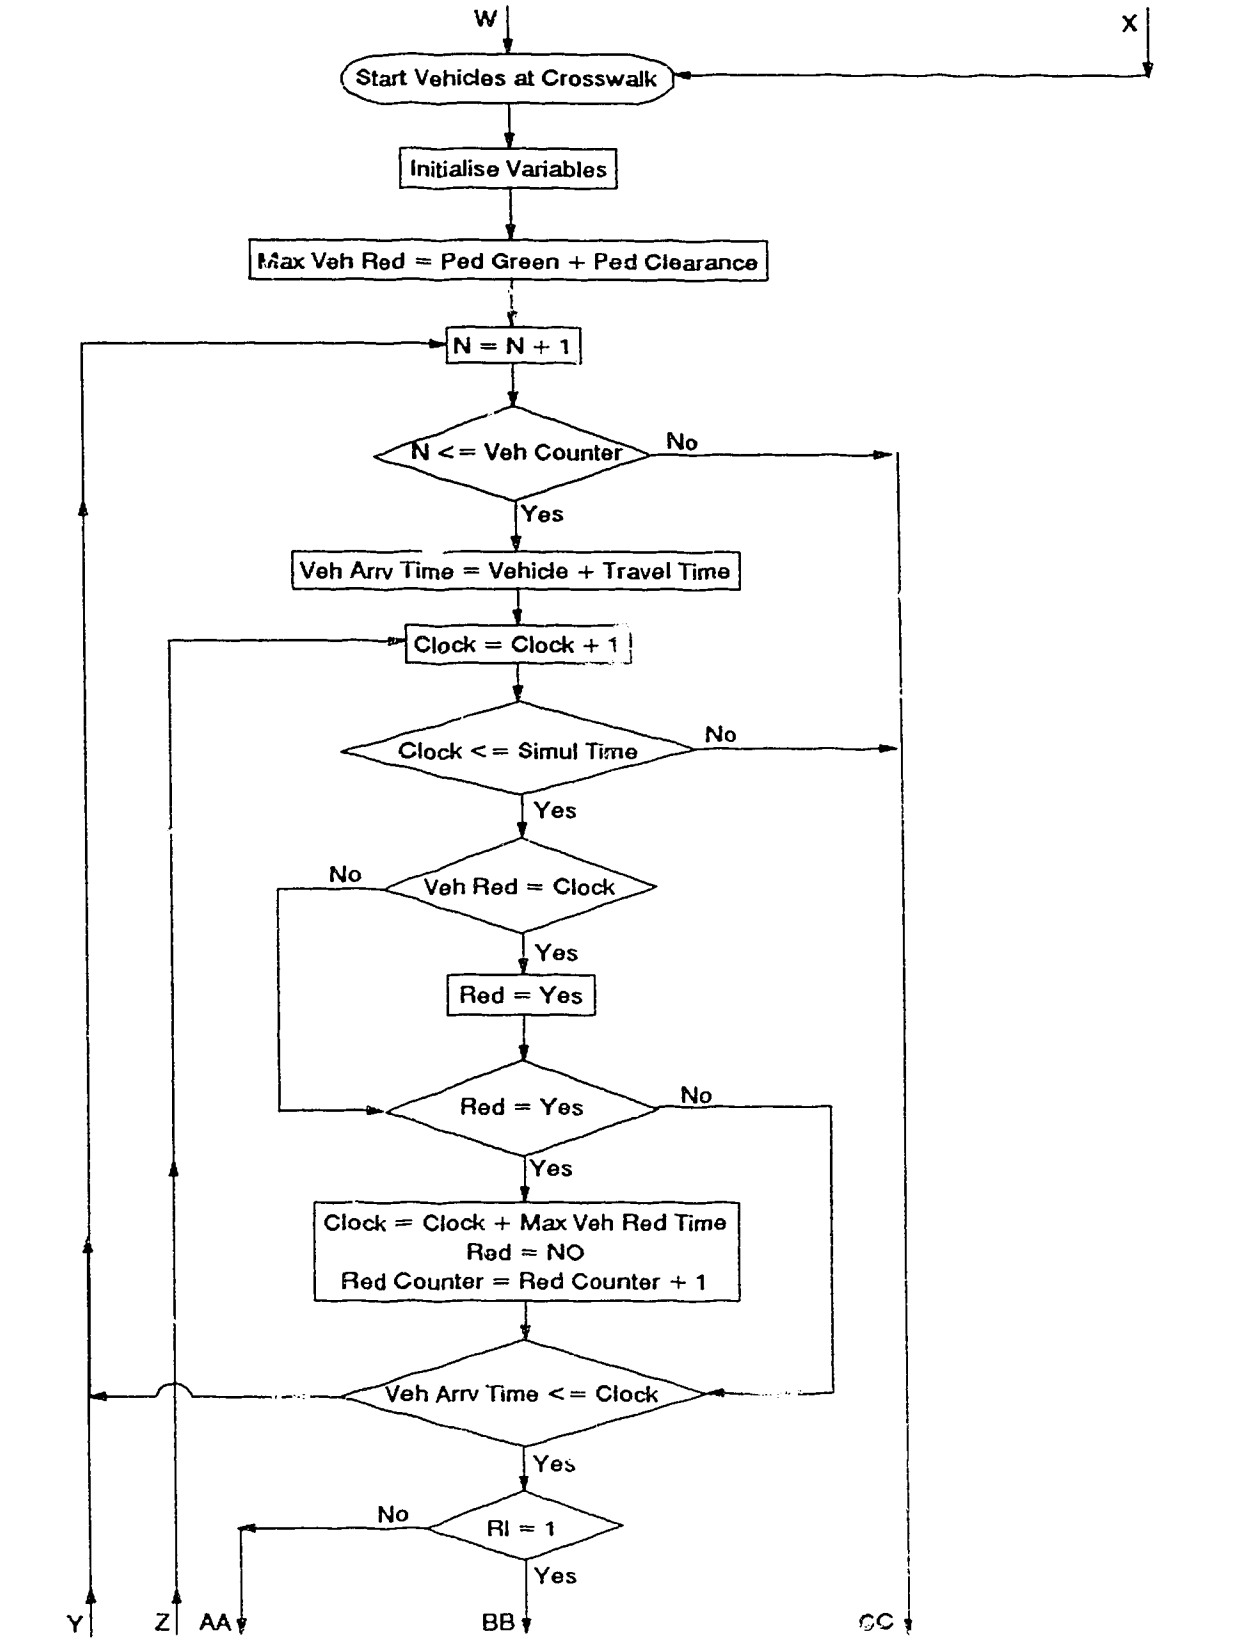 W
X
Start Vehicles at Crosswalk
Initialise Variables
Max Veh Red = Ped Green + Ped Clearance
N = N + 1
N <= Veh Counter
No
Yes
Veh Arrv Time = Vehicle + Travel Time
Clock = Clock + 1
Clock <= Simul Time
No
Yes
No
Veh Red = Clock
Yes
Red = Yes
Red = Yes
No
Yes
Clock = Clock + Max Veh Red Time
Red = NO
Red Counter = Red Counter + 1
Veh Arrv Time <= Clock
Yes
No
RI = 1
Yes
Y
Z
AA
BB
CC